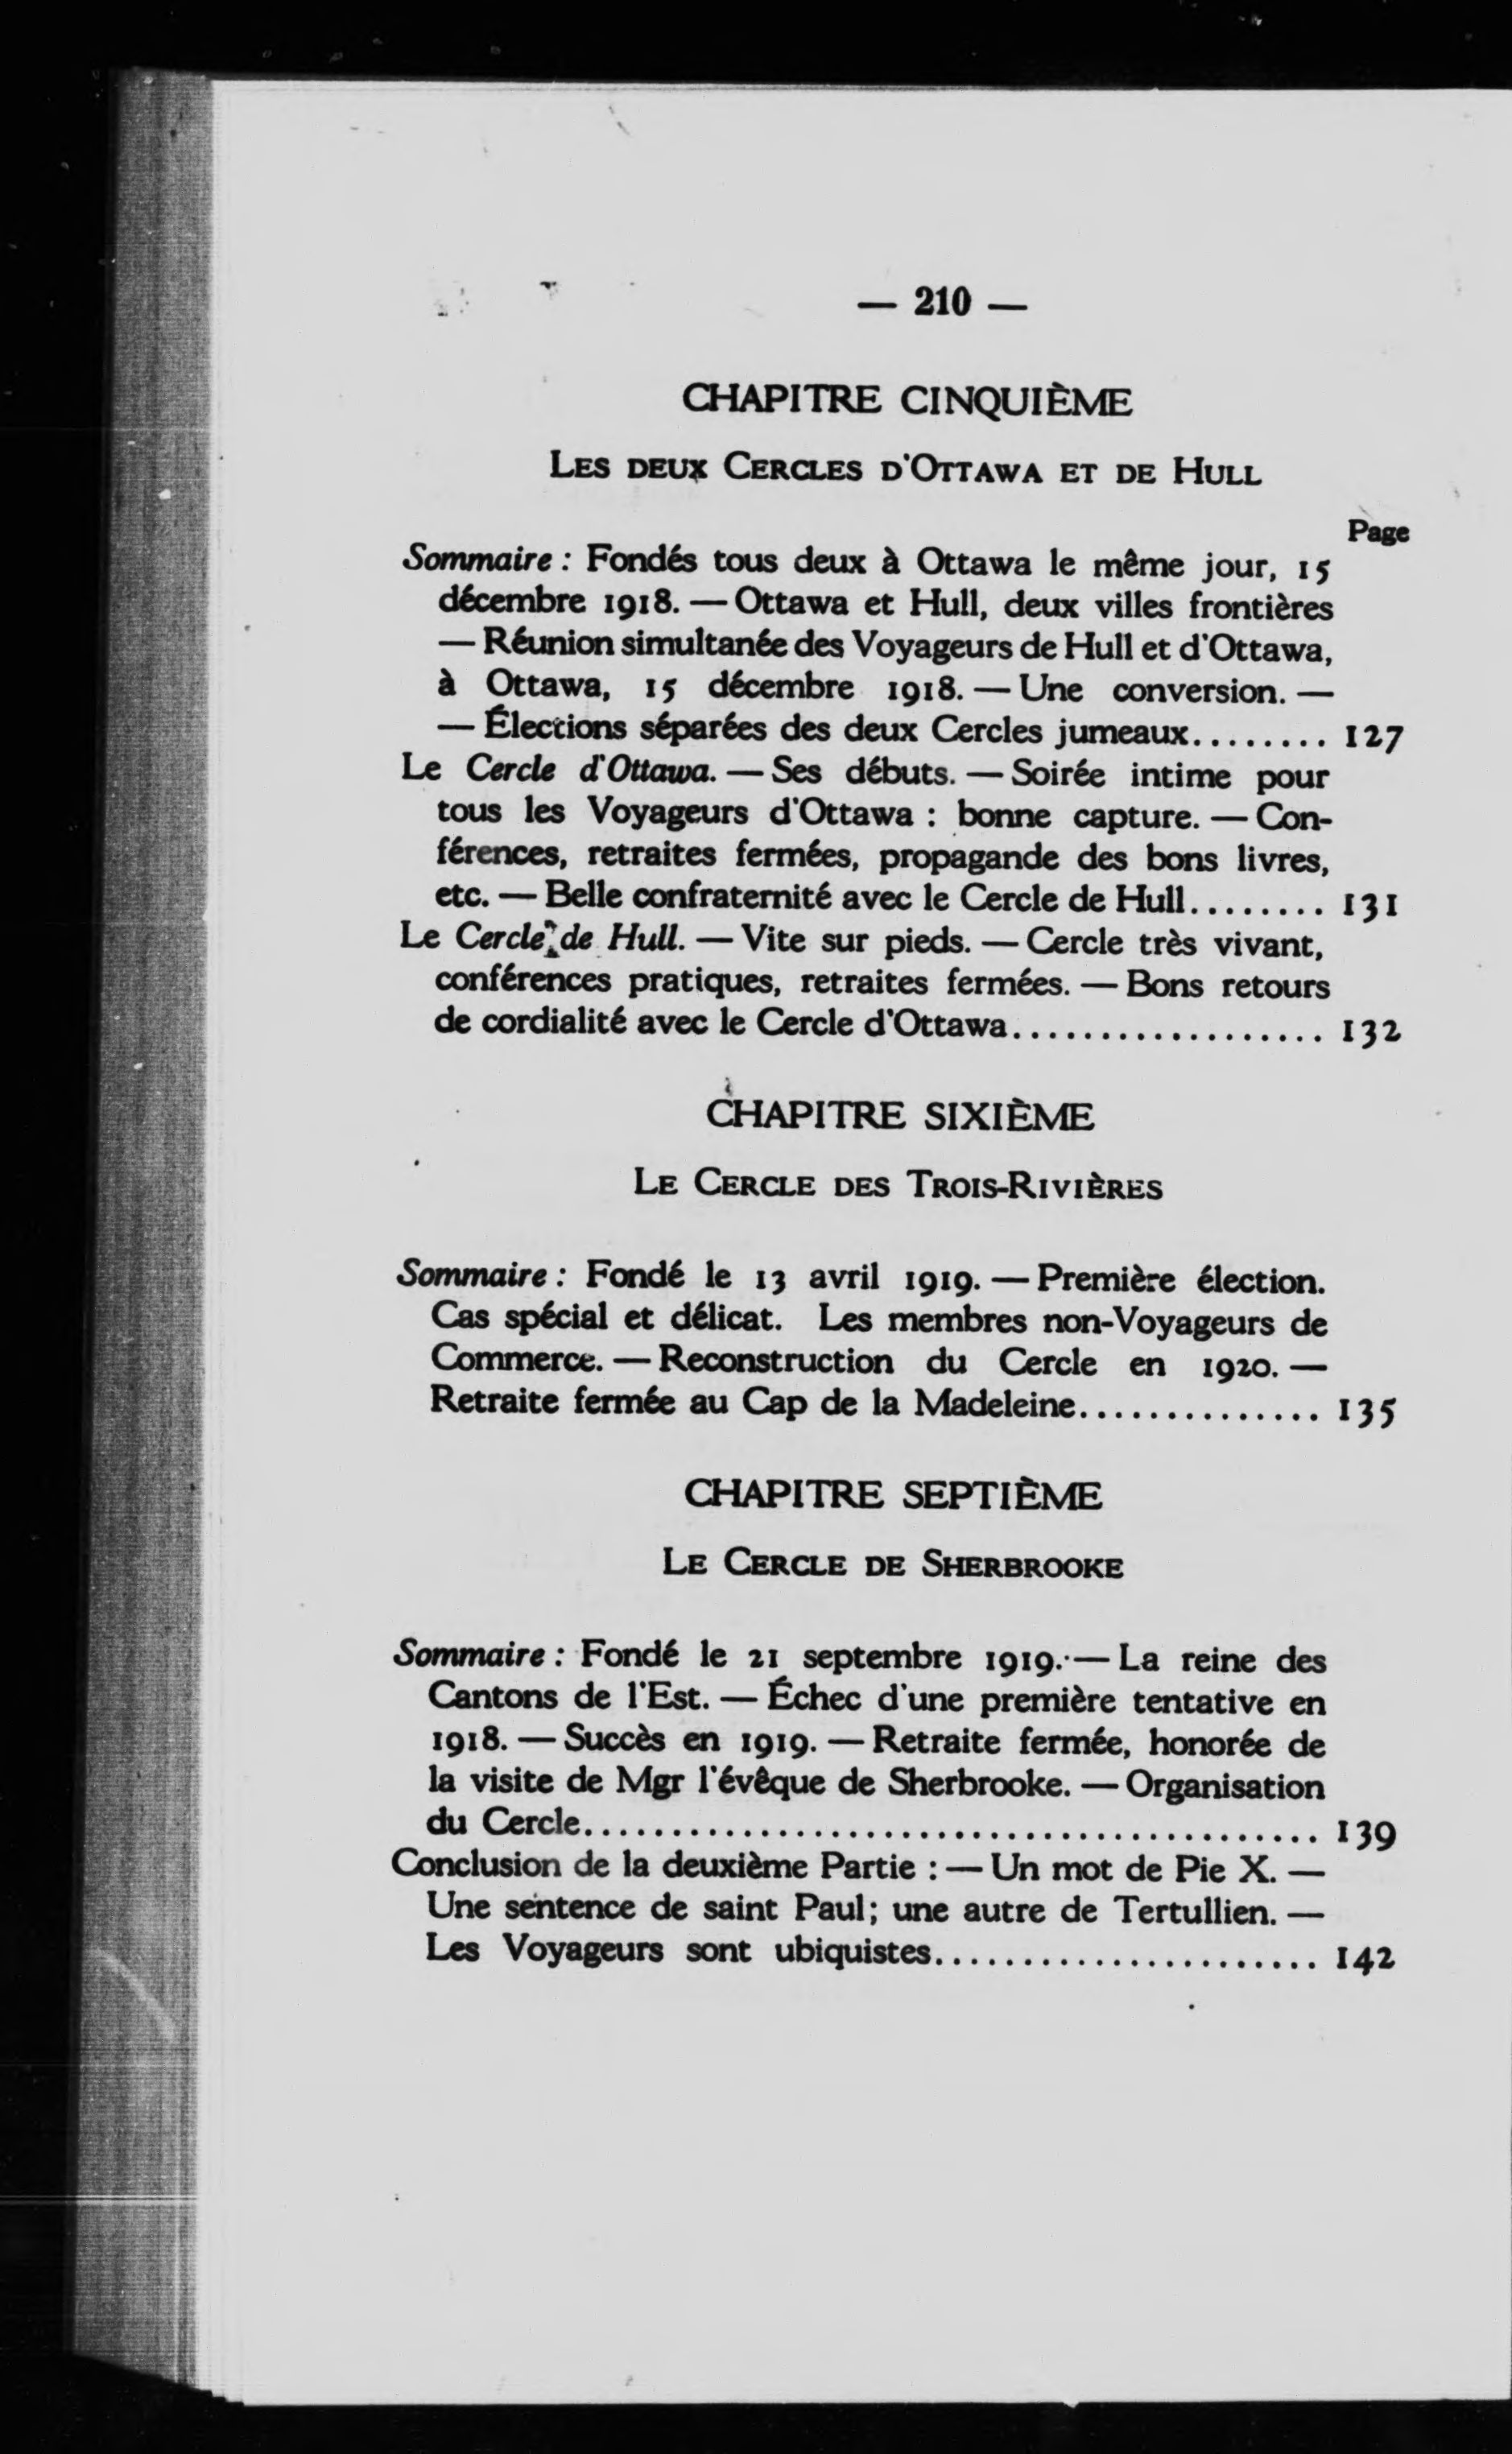 — 210 —
CHAPITRE CINQUIÈME
LES DEUX CERCLES D'OTTAWA ET DE HULL
Page
Sommaire : Fondés tous deux à Ottawa le même jour, 15
décembre 1918. — Ottawa et Hull, deux villes frontières
— Réunion simultanée des Voyageurs de Hull et d'Ottawa,
à Ottawa, 15 décembre 1918. — Une conversion. —
— Élections séparées des deux Cercles jumeaux........ 127
Le Cercle d'Ottawa. — Ses débuts. — Soirée intime pour
tous les Voyageurs d'Ottawa : bonne capture. — Con-
férences, retraites fermées, propagande des bons livres,
etc. — Belle confraternité avec le Cercle de Hull........ 131
Le Cercle de Hull. — Vite sur pieds. — Cercle très vivant,
conférences pratiques, retraites fermées. — Bons retours
de cordialité avec le Cercle d'Ottawa.................. 132
CHAPITRE SIXIÈME
LE CERCLE DES TROIS-RIVIÈRES
Sommaire : Fondé le 13 avril 1919. — Première élection.
Cas spécial et délicat. Les membres non-Voyageurs de
Commerce. — Reconstruction du Cercle en 1920. —
Retraite fermée au Cap de la Madeleine.............. 135
CHAPITRE SEPTIÈME
LE CERCLE DE SHERBROOKE
Sommaire : Fondé le 21 septembre 1919. — La reine des
Cantons de l'Est. — Échec d'une première tentative en
1918. — Succès en 1919. — Retraite fermée, honorée de
la visite de Mgr l'évêque de Sherbrooke. — Organisation
du Cercle........................................... 139
Conclusion de la deuxième Partie : — Un mot de Pie X. —
Une sentence de saint Paul; une autre de Tertullien. —
Les Voyageurs sont ubiquistes...................... 142